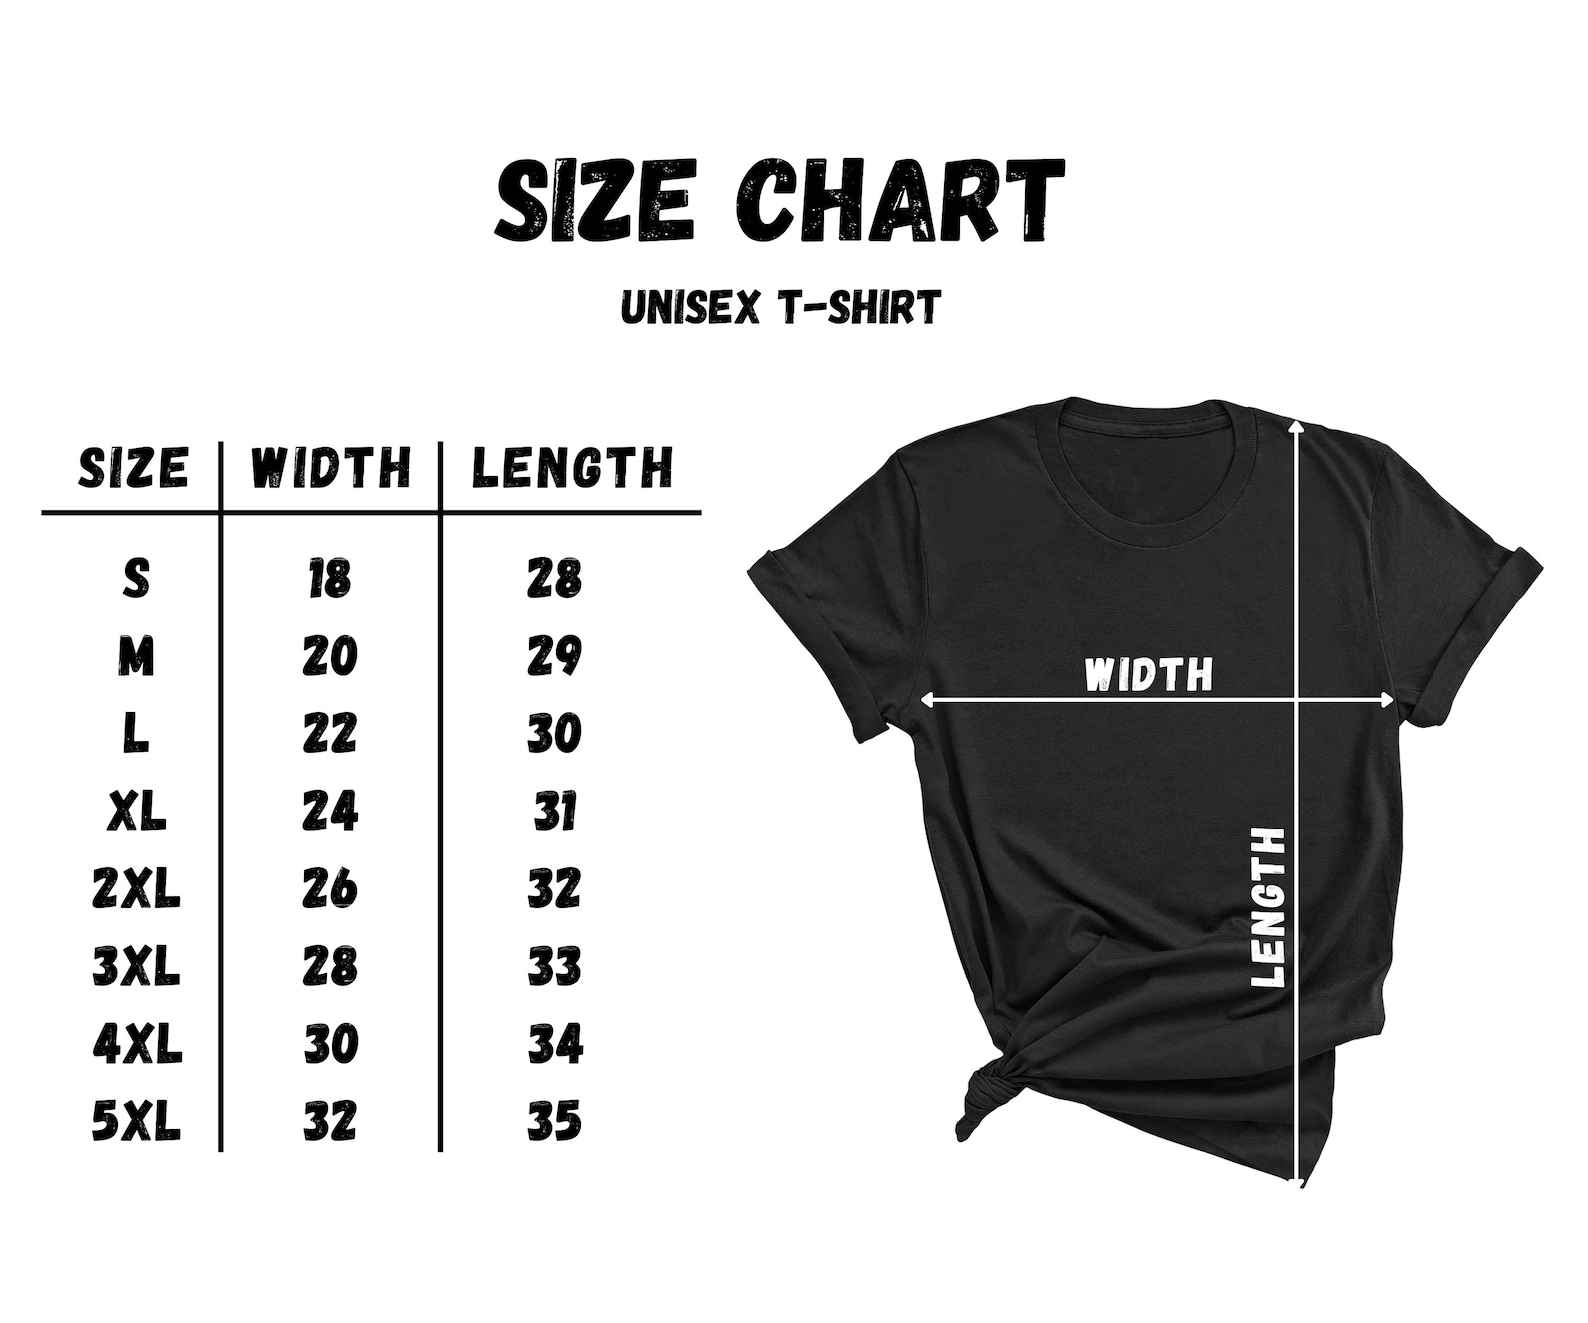 SIZE CHART
UNISEX T-SHIRT
SIZE WIDTH LENGTH
S 18 28
M 20 29
L 22 30
XL 24 31
2XL 26 32
3XL 28 33
4XL 30 34
5XL 32 35
WIDTH
LENGTH